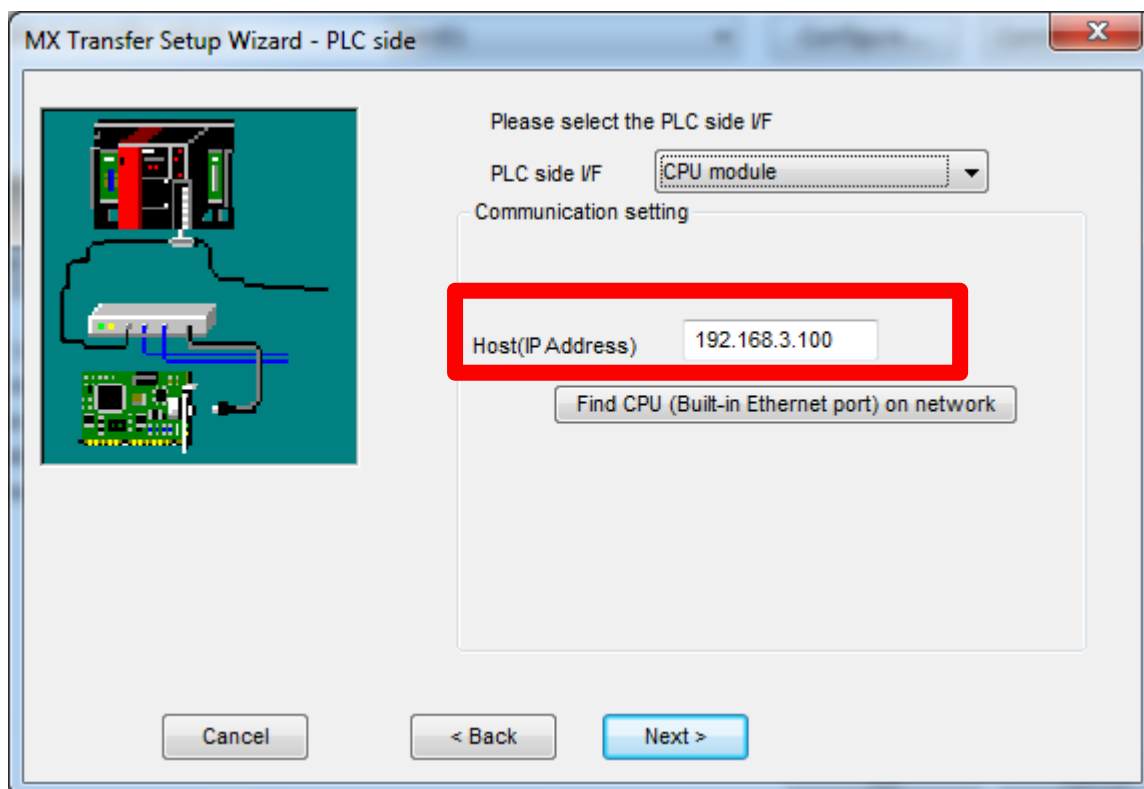 MX Transfer Setup Wizard - PLC side
Please select the PLC side I/F
PLC side I/F CPU module
Communication setting
Host(IP Address) 192.168.3.100
Find CPU (Built-in Ethernet port) on network
Cancel < Back Next >